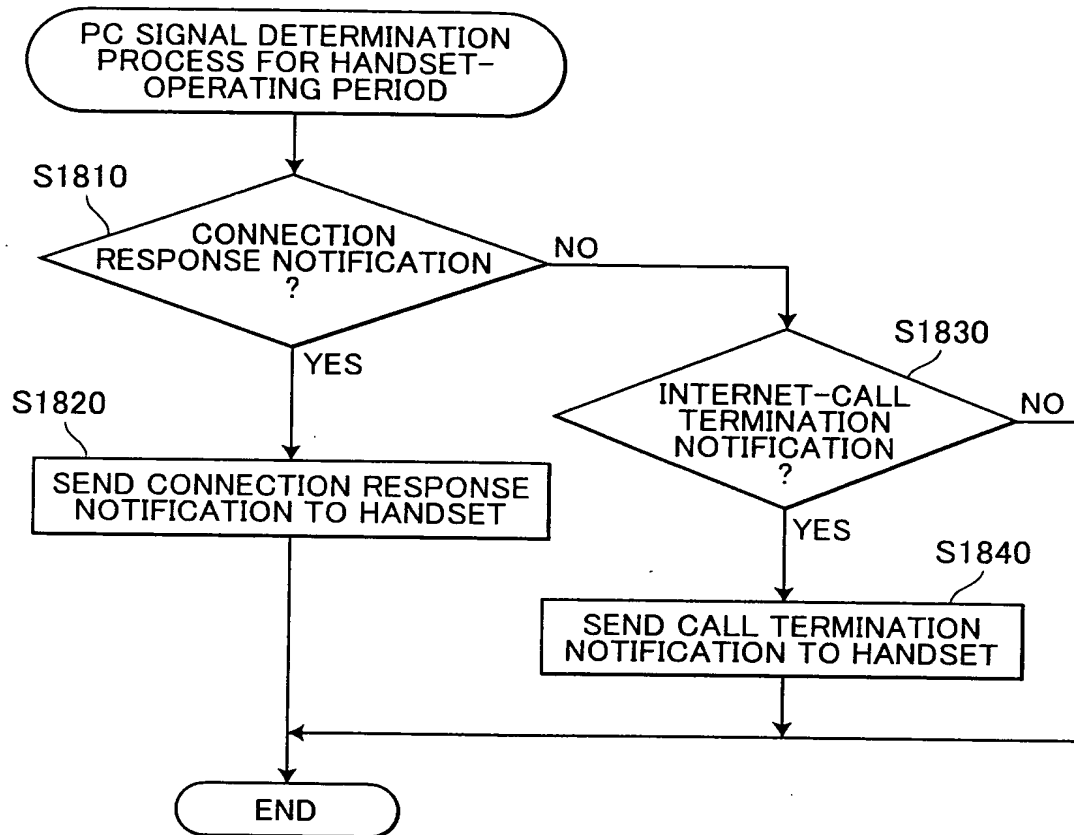 PC SIGNAL DETERMINATION
PROCESS FOR HANDSET-
OPERATING PERIOD
S1810
CONNECTION
RESPONSE NOTIFICATION
?
NO
YES
S1830
INTERNET-CALL
TERMINATION
NOTIFICATION
?
NO
YES
S1820
SEND CONNECTION RESPONSE
NOTIFICATION TO HANDSET
S1840
SEND CALL TERMINATION
NOTIFICATION TO HANDSET
END